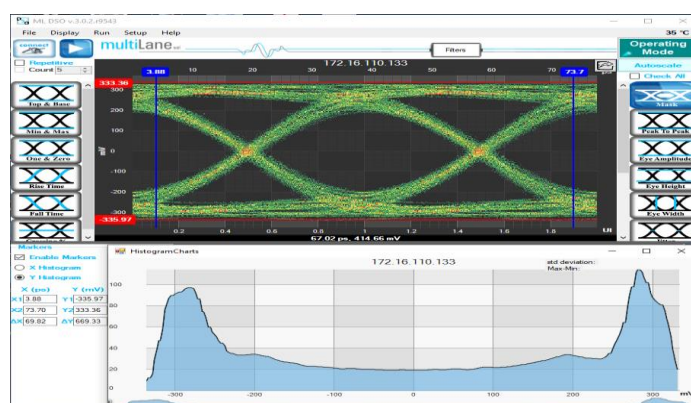 ML DSO v.3.0.2.r9543
File Display Run Setup Help 35 °C
connect multiLane Filters Operating Mode
Repetitive
Count 5
172.16.110.133
Autoscale
Check All
3.88 10 20 30 40 50 60 70 73.7
333.36
300
200
100
0
-100
-200
-300
-335.97
mV
0.2 0.4 0.6 0.8 1 1.2 1.4 1.6 1.8 UI
67.02 ps, 414.66 mV
Top & Base
Min & Max
One & Zero
Rise Time
Fall Time
Mask
Peak To Peak
Eye Amplitude
Eye Height
Eye Width
Markers
Enable Markers
X Histogram
Y Histogram
X (ps) Y (mV)
X1 3.88 Y1 -335.97
X2 73.70 Y2 333.36
ΔX 69.82 ΔY 669.33
HistogramCharts
172.16.110.133
std deviation:
Max-Min:
100
80
60
40
20
0
-300 -200 -100 0 100 200 300 mV